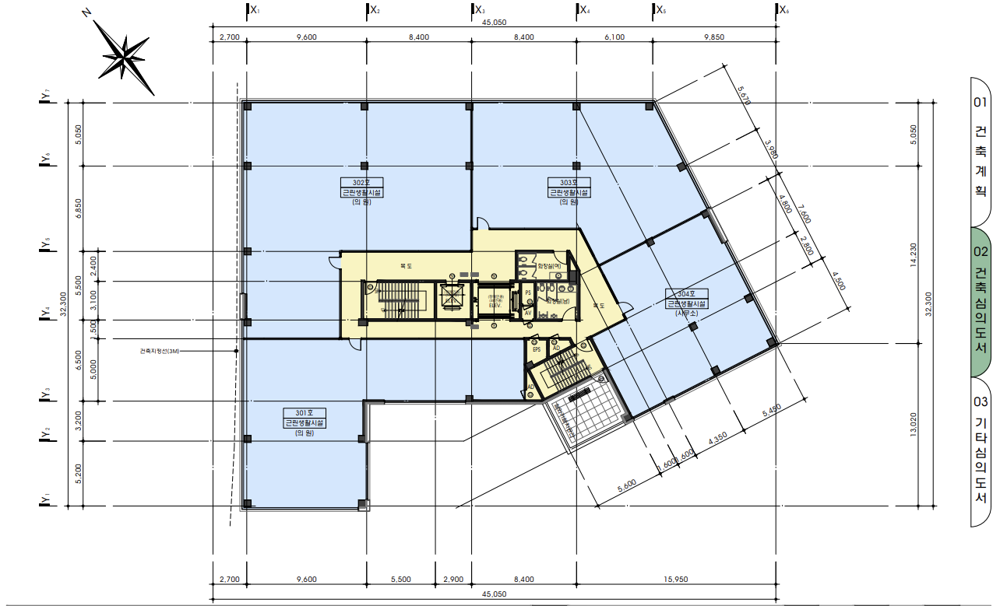 N
X1
X2
X3
X4
X5
X6
45,050
2,700
9,600
8,400
8,400
6,100
9,850
Y7
Y6
Y5
Y4
Y3
Y2
Y1
32,300
5,050
6,850
5,500
6,500
3,200
5,200
2,400
3,100
1,500
5,000
건축지정선(3M)
302호
근린생활시설
(의 원)
303호
근린생활시설
(의 원)
304호
근린생활시설
(사무소)
301호
근린생활시설
(의 원)
복 도
복 도
화장실(여)
화장실(남)
ELEV.
ELEV.
PS
AV
EPS
AD
AD
5,670
3,980
7,600
4,800
2,800
4,500
5,450
4,350
1,600
1,600
5,600
5,050
14,230
13,020
32,300
2,700
9,600
5,500
2,900
8,400
15,950
45,050
01 건축계획
02 건축심의도서
03 기타심의도서